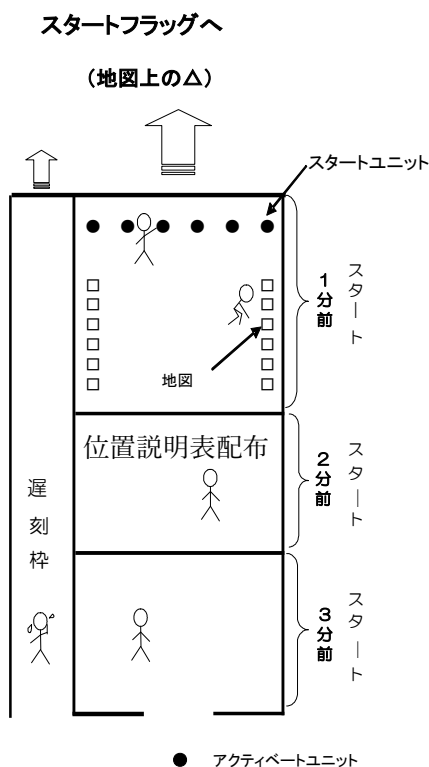 スタートフラッグへ
（地図上の△）
スタートユニット
スタート
1分前
地図
位置説明表配布
スタート
2分前
遅刻枠
スタート
3分前
アクティベートユニット